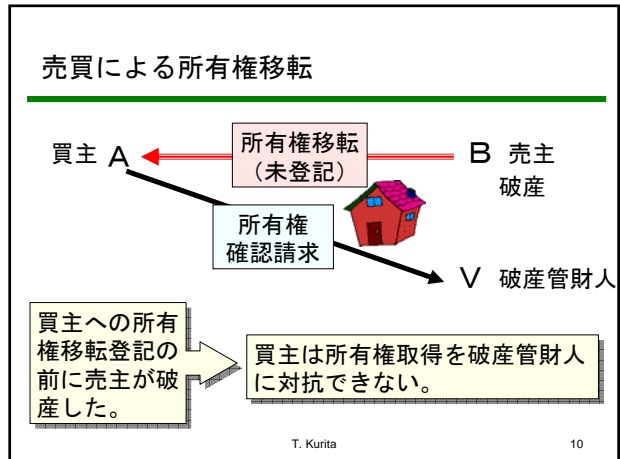 売買による所有権移転
買主 A
所有権移転
（未登記）
B 売主
破産
所有権
確認請求
V 破産管財人
買主への所有
権移転登記の
前に売主が破
産した。
買主は所有権取得を破産管財人
に対抗できない。
T. Kurita
10